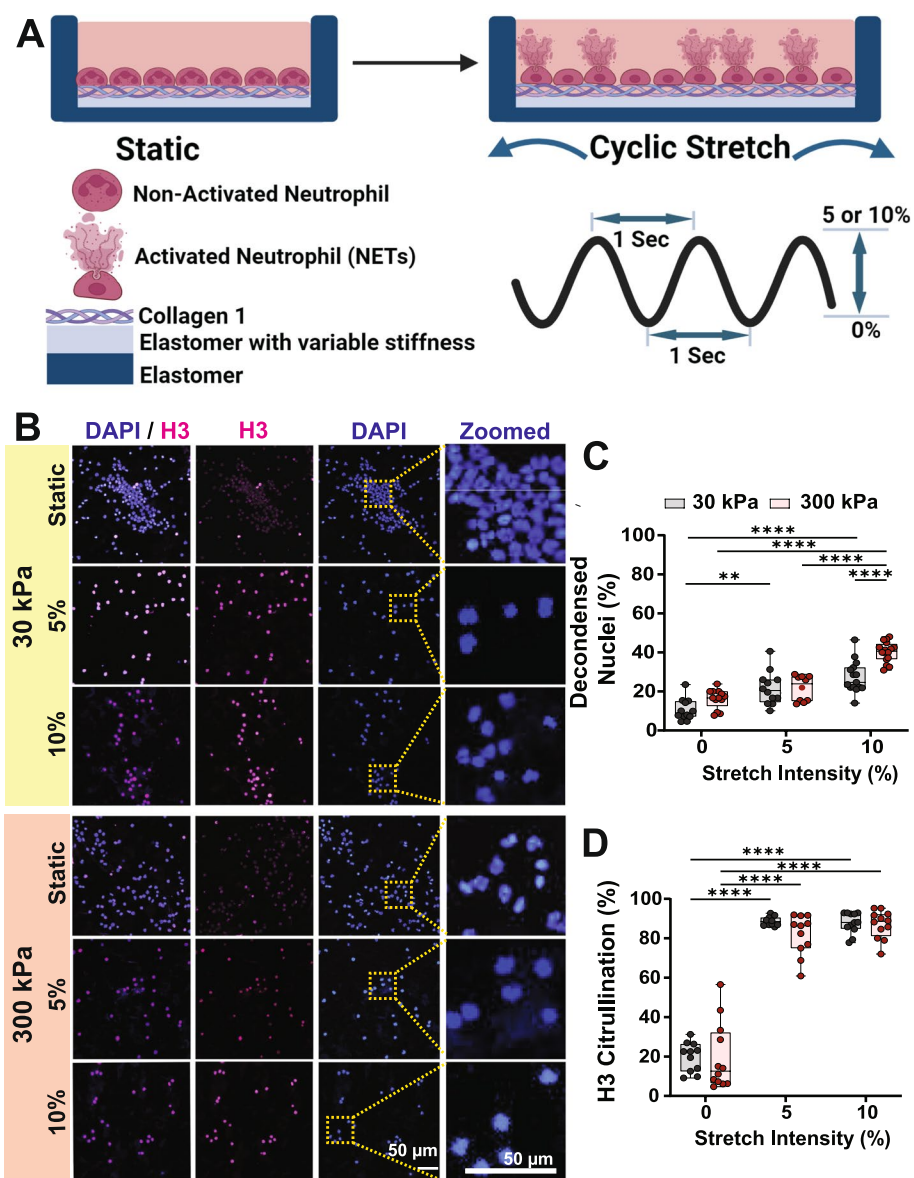 A
Static
Cyclic Stretch
Non-Activated Neutrophil
Activated Neutrophil (NETs)
Collagen 1
Elastomer with variable stiffness
Elastomer
1 Sec
5 or 10%
1 Sec
0%
B
DAPI / H3
H3
DAPI
Zoomed
30 kPa
Static
5%
10%
300 kPa
Static
5%
10%
50 µm
50 µm
C
30 kPa
300 kPa
Decondensed
Nuclei (%)
100
80
60
40
20
0
****
****
****
****
**
0
5
10
Stretch Intensity (%)
D
H3 Citrullination (%)
100
80
60
40
20
0
****
****
****
****
0
5
10
Stretch Intensity (%)